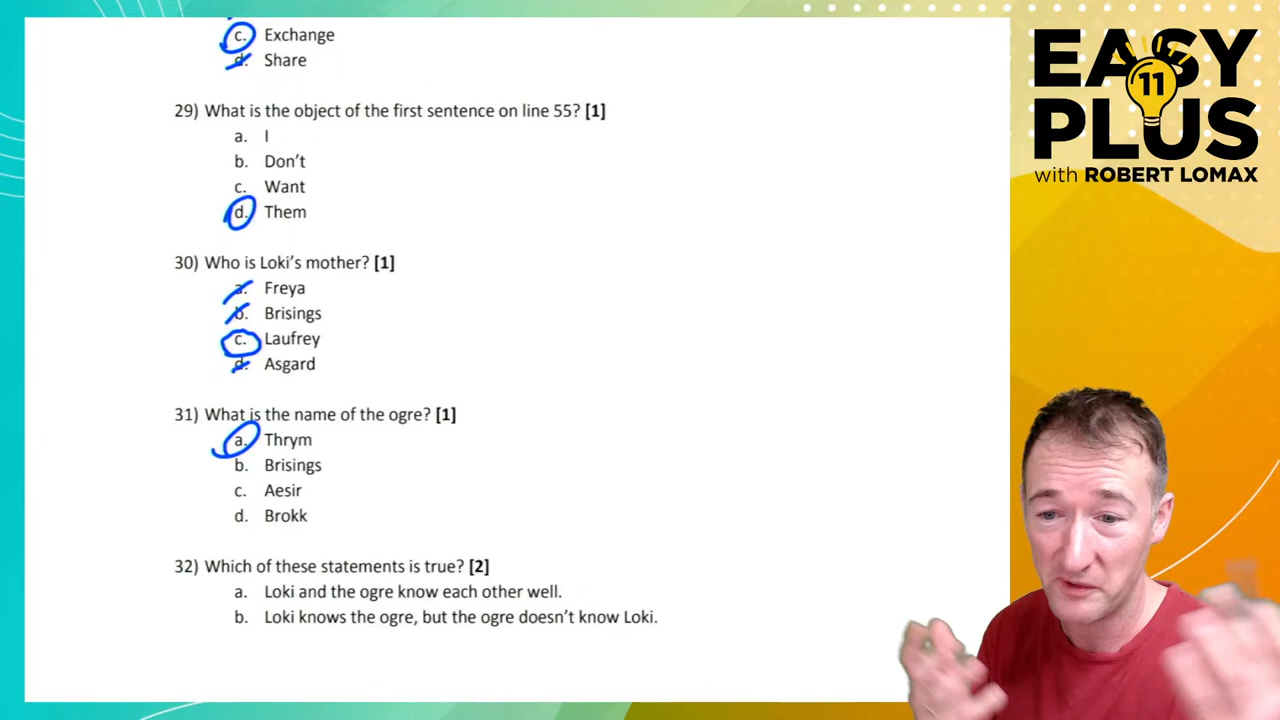 c. Exchange
d. Share
29) What is the object of the first sentence on line 55? [1]
a. I
b. Don't
c. Want
d. Them
30) Who is Loki's mother? [1]
a. Freya
b. Brisings
c. Laufrey
d. Asgard
31) What is the name of the ogre? [1]
a. Thrym
b. Brisings
c. Aesir
d. Brokk
32) Which of these statements is true? [2]
a. Loki and the ogre know each other well.
b. Loki knows the ogre, but the ogre doesn't know Loki.
EASY
11
PLUS
with ROBERT LOMAX